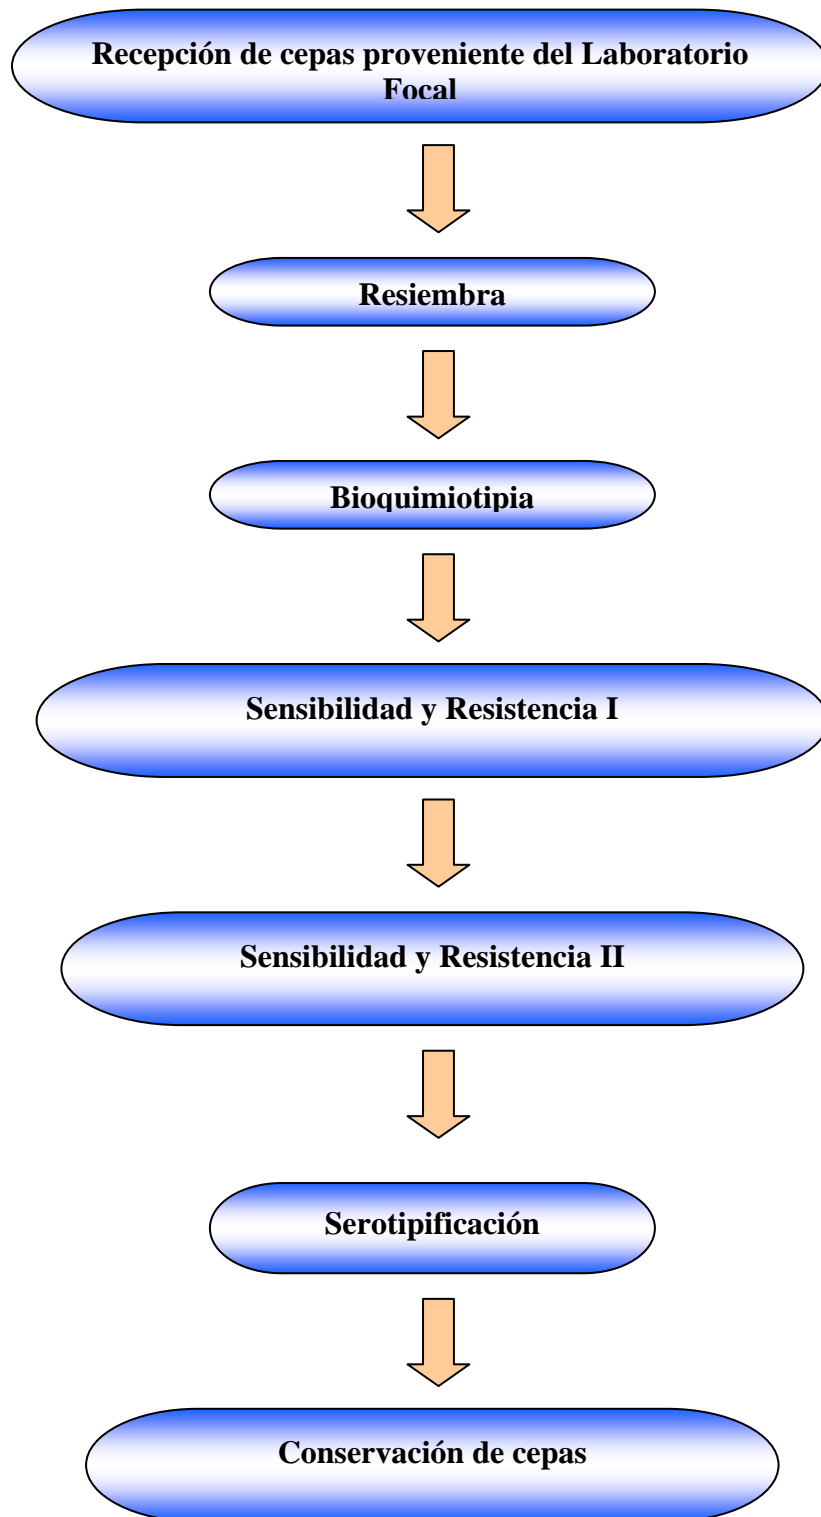 Recepción de cepas proveniente del Laboratorio
Focal
Resiembra
Bioquimiotipia
Sensibilidad y Resistencia I
Sensibilidad y Resistencia II
Serotipificación
Conservación de cepas